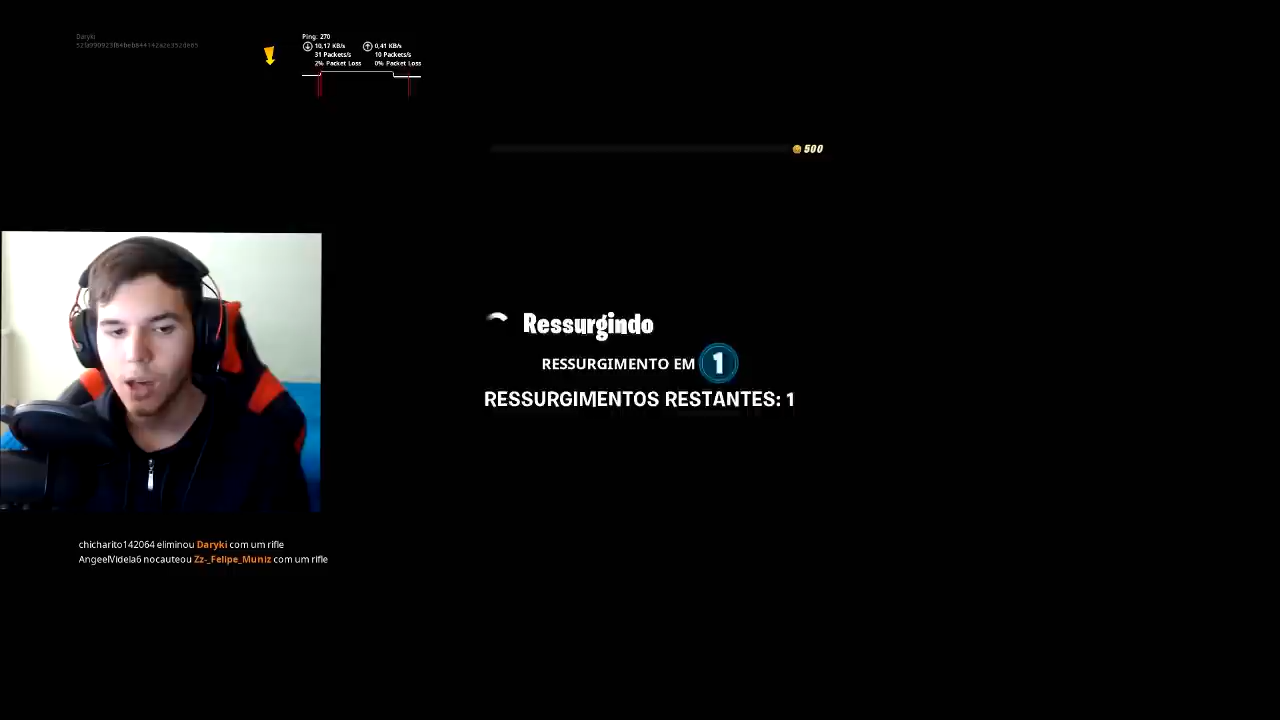 Daryki
Ping: 270
10,17 KB/s
0,41 KB/s
31 Packets/s
10 Packets/s
2% Packet Loss
0% Packet Loss
500
Ressurgindo
RESSURGIMENTO EM 1
RESSURGIMENTOS RESTANTES: 1
chicharito142064 eliminou Daryki com um rifle
AngeelVidela6 nocauteou Zz-_Felipe_Muniz com um rifle